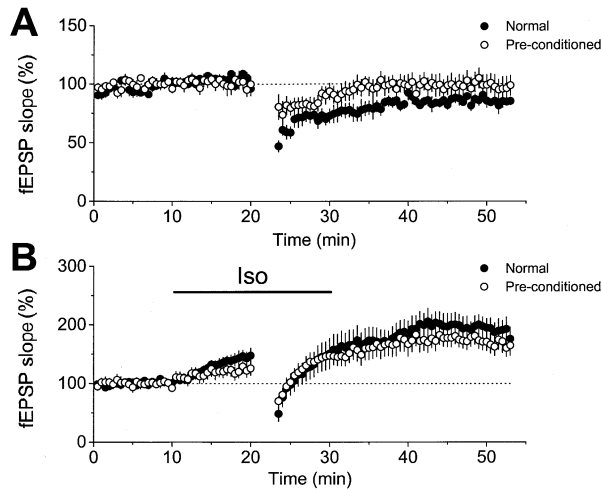 A
150
100
50
0
fEPSP slope (%)
Normal
Pre-conditioned
0 10 20 30 40 50
Time (min)
B
300
200
100
0
fEPSP slope (%)
Iso
Normal
Pre-conditioned
0 10 20 30 40 50
Time (min)